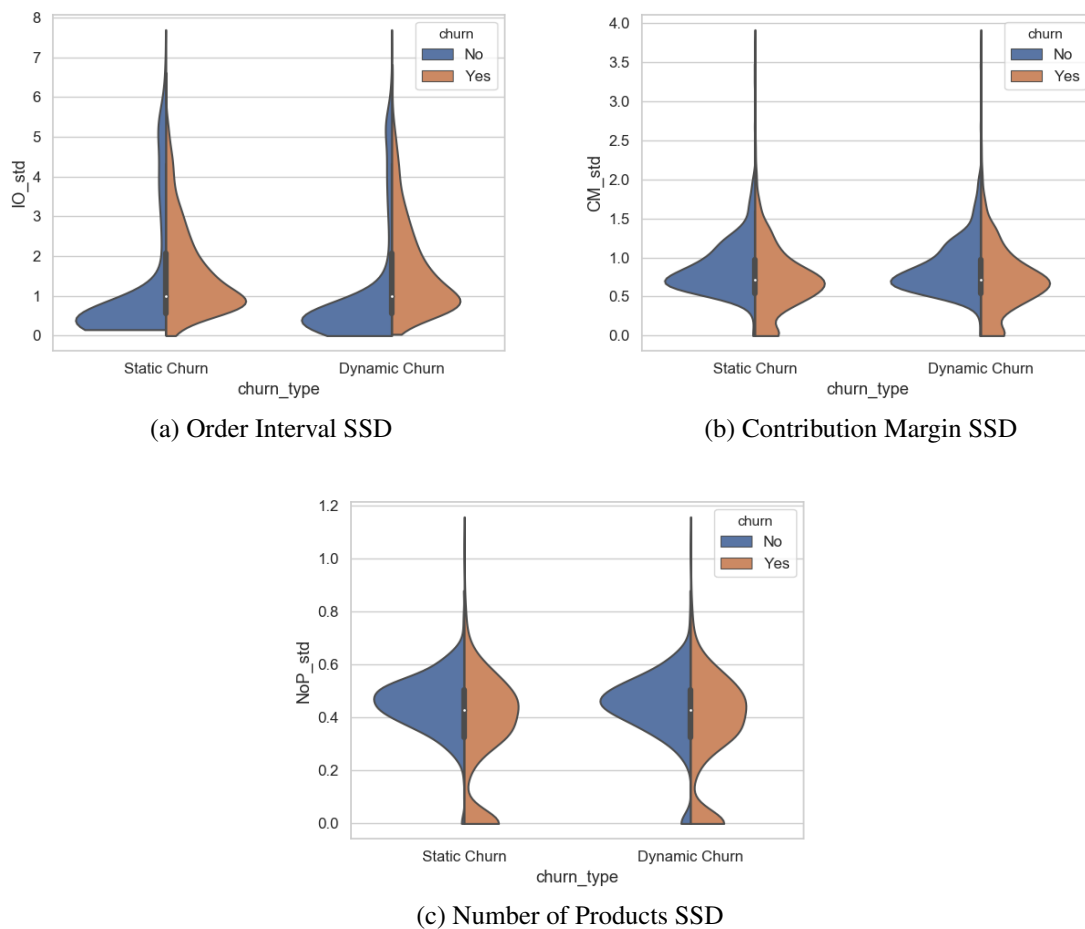 8
7
6
5
4
3
2
1
0
IO_std
churn
No
Yes
Static Churn
Dynamic Churn
churn_type
(a) Order Interval SSD
4.0
3.5
3.0
2.5
2.0
1.5
1.0
0.5
0.0
CM_std
churn
No
Yes
Static Churn
Dynamic Churn
churn_type
(b) Contribution Margin SSD
1.2
1.0
0.8
0.6
0.4
0.2
0.0
NoP_std
churn
No
Yes
Static Churn
Dynamic Churn
churn_type
(c) Number of Products SSD